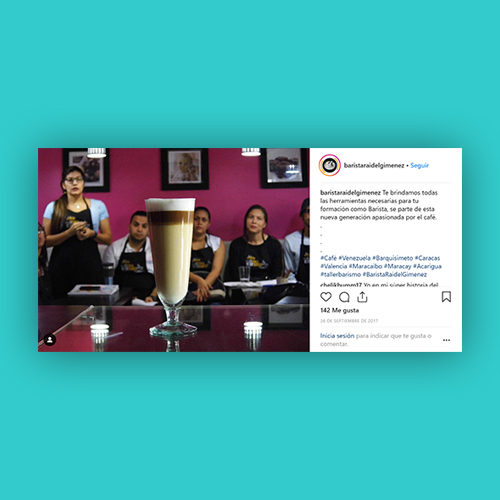 baristaraidelgimenez • Seguir
baristaraidelgimenez Te brindamos todas
las herramientas necesarias para tu
formación como Barista, se parte de esta
nueva generación apasionada por el café.
.
.
.
.
#Café #Venezuela #Barquisimeto #Caracas
#Valencia #Maracaibo #Maracay #Acarigua
#tallerbarismo #BaristaRaidelGimenez
chelikhumm17 Yo en mi súper historia del
142 Me gusta
26 DE SEPTIEMBRE DE 2017
Inicia sesión para indicar que te gusta o
comentar.